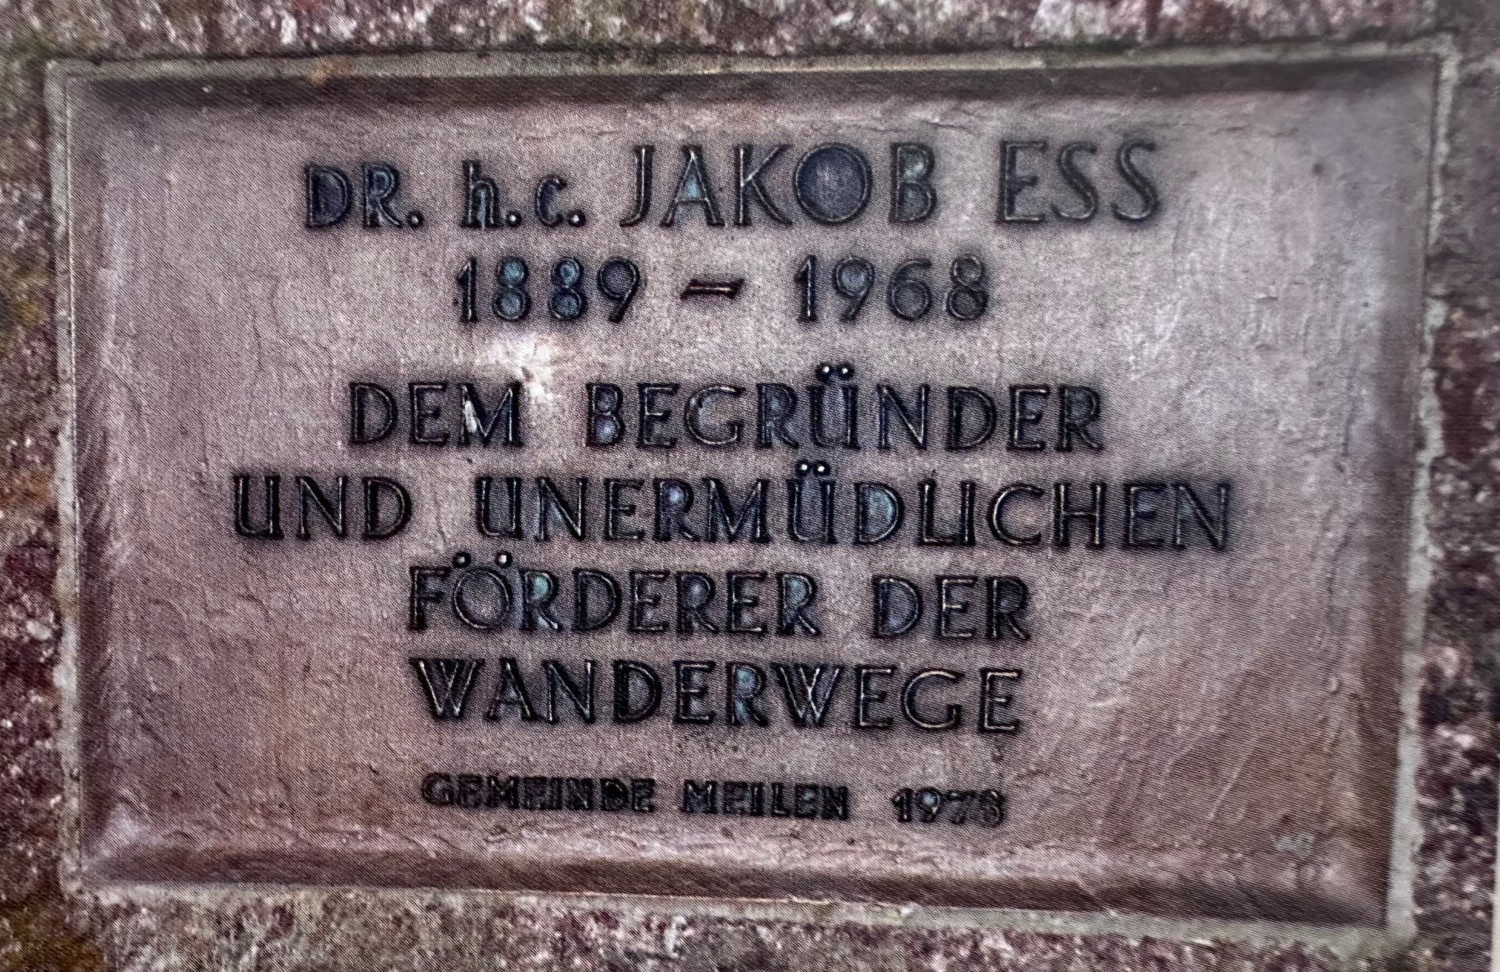 DR. h.c. JAKOB ESS
1889 – 1968
DEM BEGRÜNDER
UND UNERMÜDLICHEN
FÖRDERER DER
WANDERWEGE
GEMEINDE MEILEN